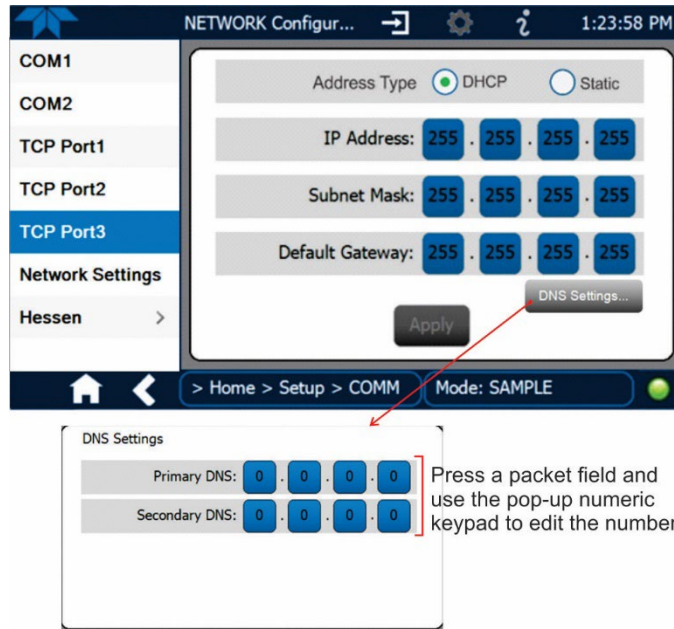 NETWORK Configur... 1:23:58 PM
COM1
COM2
TCP Port1
TCP Port2
TCP Port3
Network Settings
Hessen >
Address Type DHCP Static
IP Address: 255 . 255 . 255 . 255
Subnet Mask: 255 . 255 . 255 . 255
Default Gateway: 255 . 255 . 255 . 255
DNS Settings...
Apply
> Home > Setup > COMM Mode: SAMPLE
DNS Settings
Primary DNS: 0 . 0 . 0 . 0
Secondary DNS: 0 . 0 . 0 . 0
Press a packet field and
use the pop-up numeric
keypad to edit the number